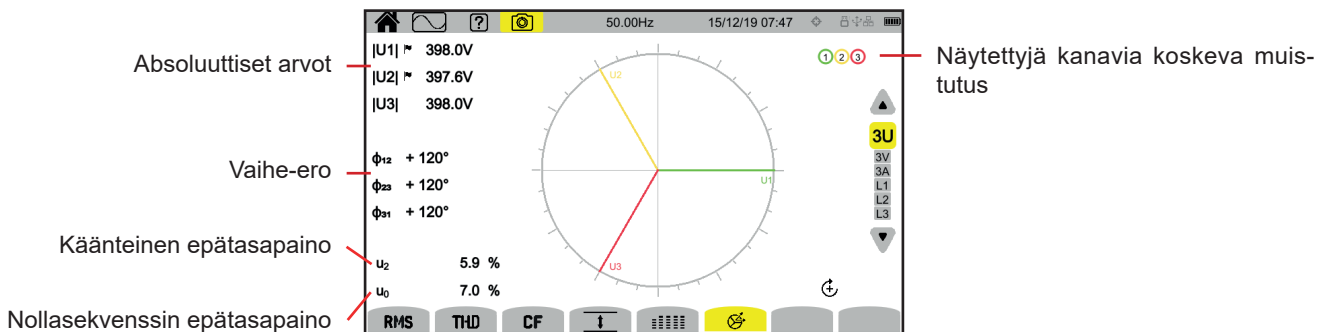 50.00Hz 15/12/19 07:47
|U1| 398.0V
|U2| 397.6V
|U3| 398.0V
ϕ₁₂ + 120°
ϕ₂₃ + 120°
ϕ₃₁ + 120°
u₂ 5.9 %
u₀ 7.0 %
U2
U1
U3
1 2 3
3U
3V
3A
L1
L2
L3
RMS THD CF
Absoluuttiset arvot
Vaihe-ero
Käänteinen epätasapaino
Nollasekvenssin epätasapaino
Näytettyjä kanavia koskeva muis-
tutus